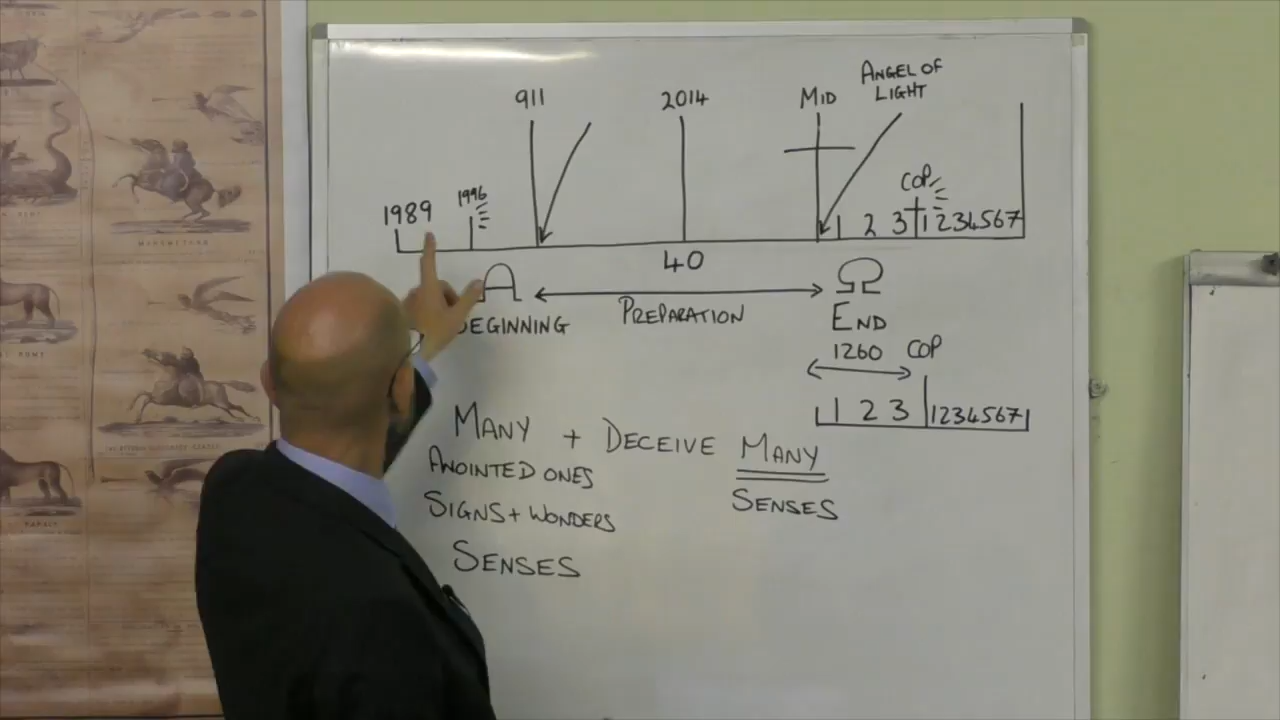 911 2014 MID ANGEL OF
LIGHT
1989 1996 COP
1 2 3 1234567
A 40 Ω
BEGINNING PREPARATION END
1260 COP
1 2 3 1234567
MANY + DECEIVE MANY
ANOINTED ONES SENSES
SIGNS + WONDERS
SENSES